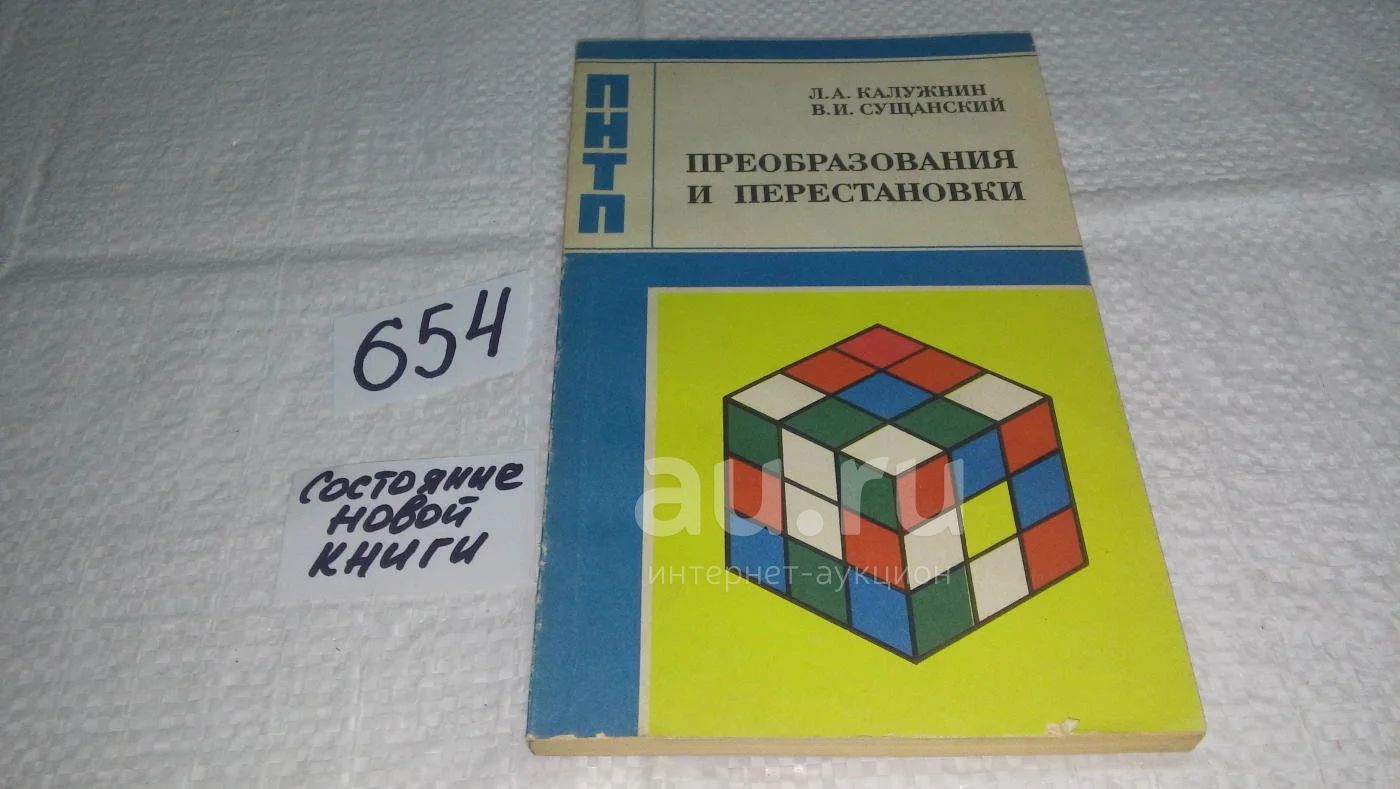 ПНТП
Л.А. КАЛУЖНИН
В.И. СУЩАНСКИЙ
ПРЕОБРАЗОВАНИЯ
И ПЕРЕСТАНОВКИ
654
Состояние
новой
книги
au.ru
интернет-аукцион